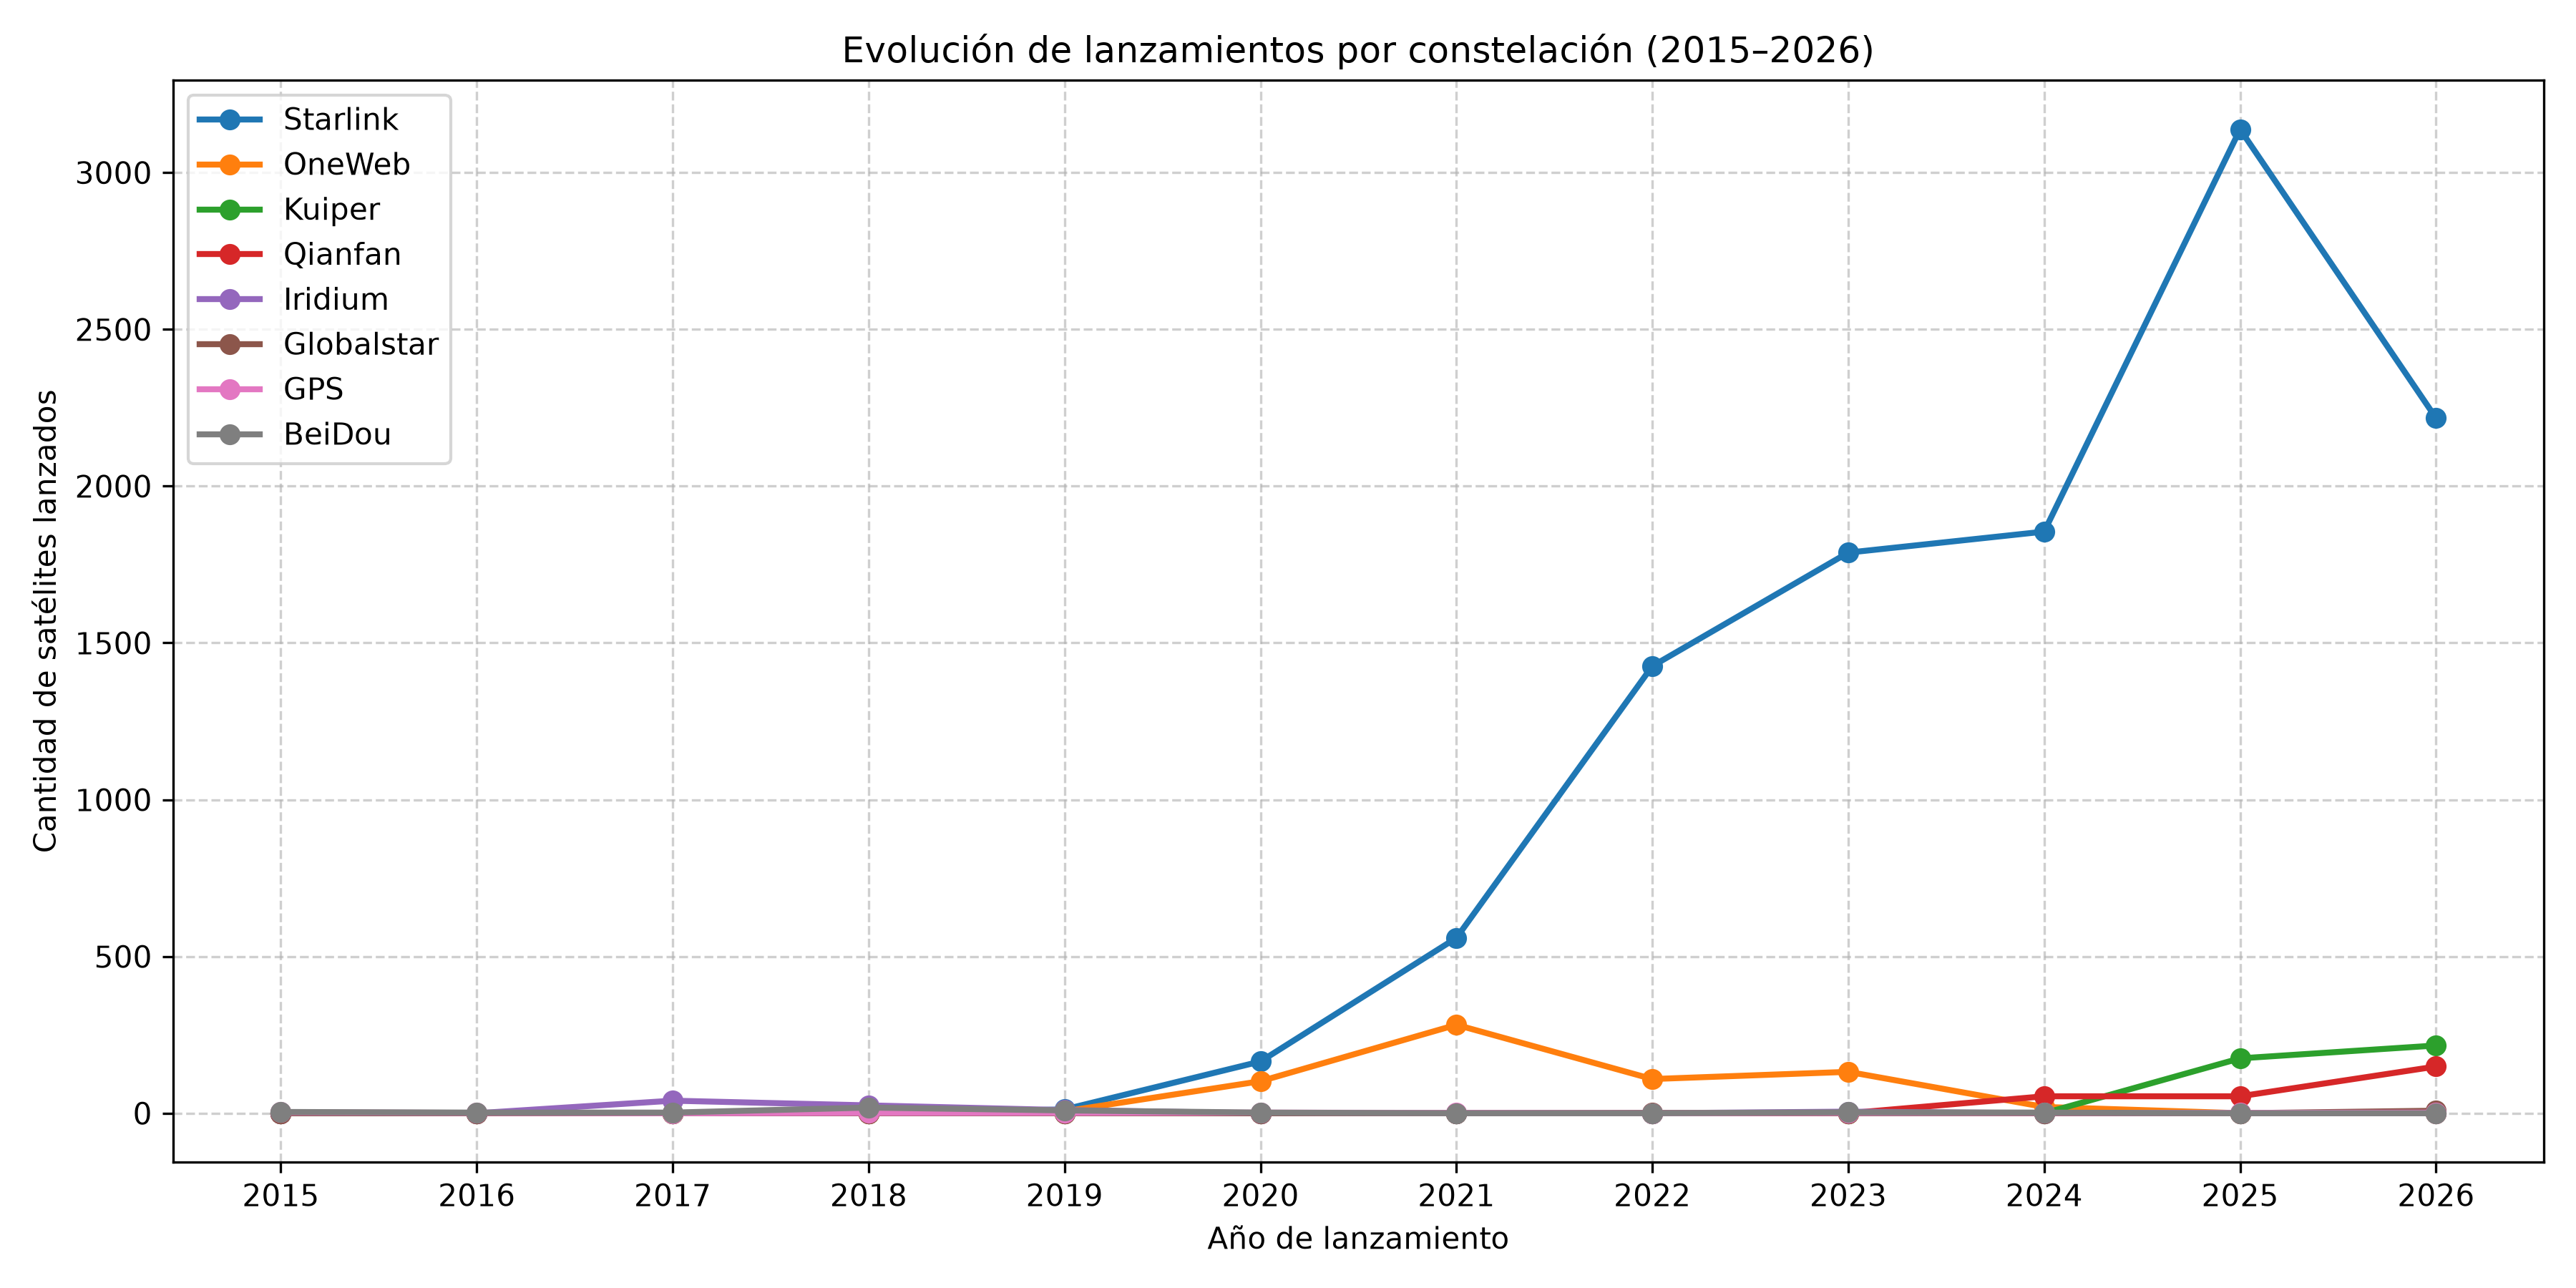 Evolución de lanzamientos por constelación (2015–2026)
Starlink
OneWeb
Kuiper
Qianfan
Iridium
Globalstar
GPS
BeiDou
Cantidad de satélites lanzados
3000
2500
2000
1500
1000
500
0
2015 2016 2017 2018 2019 2020 2021 2022 2023 2024 2025 2026
Año de lanzamiento